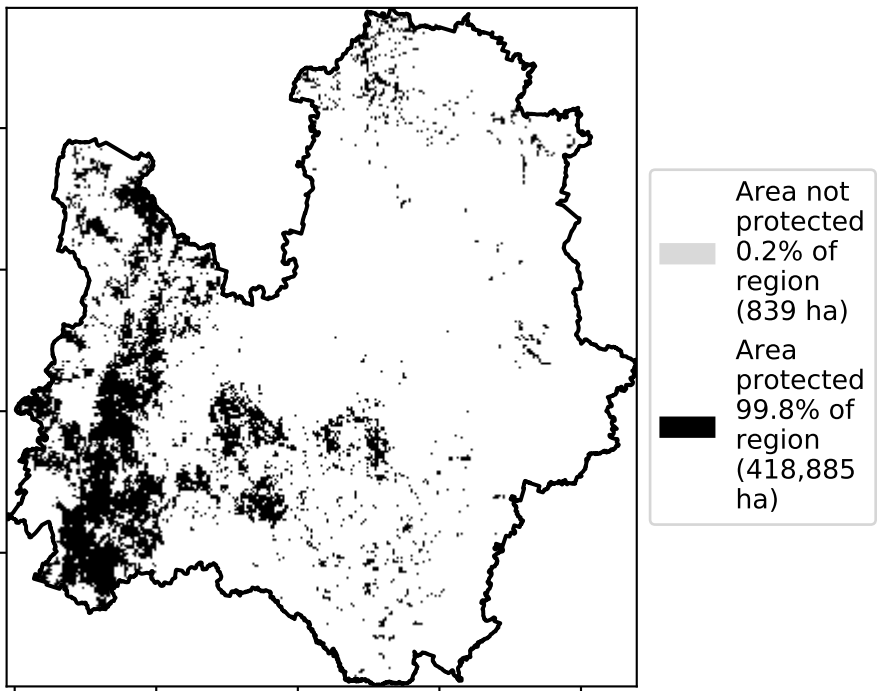 Area not
protected
0.2% of
region
(839 ha)
Area
protected
99.8% of
region
(418,885
ha)